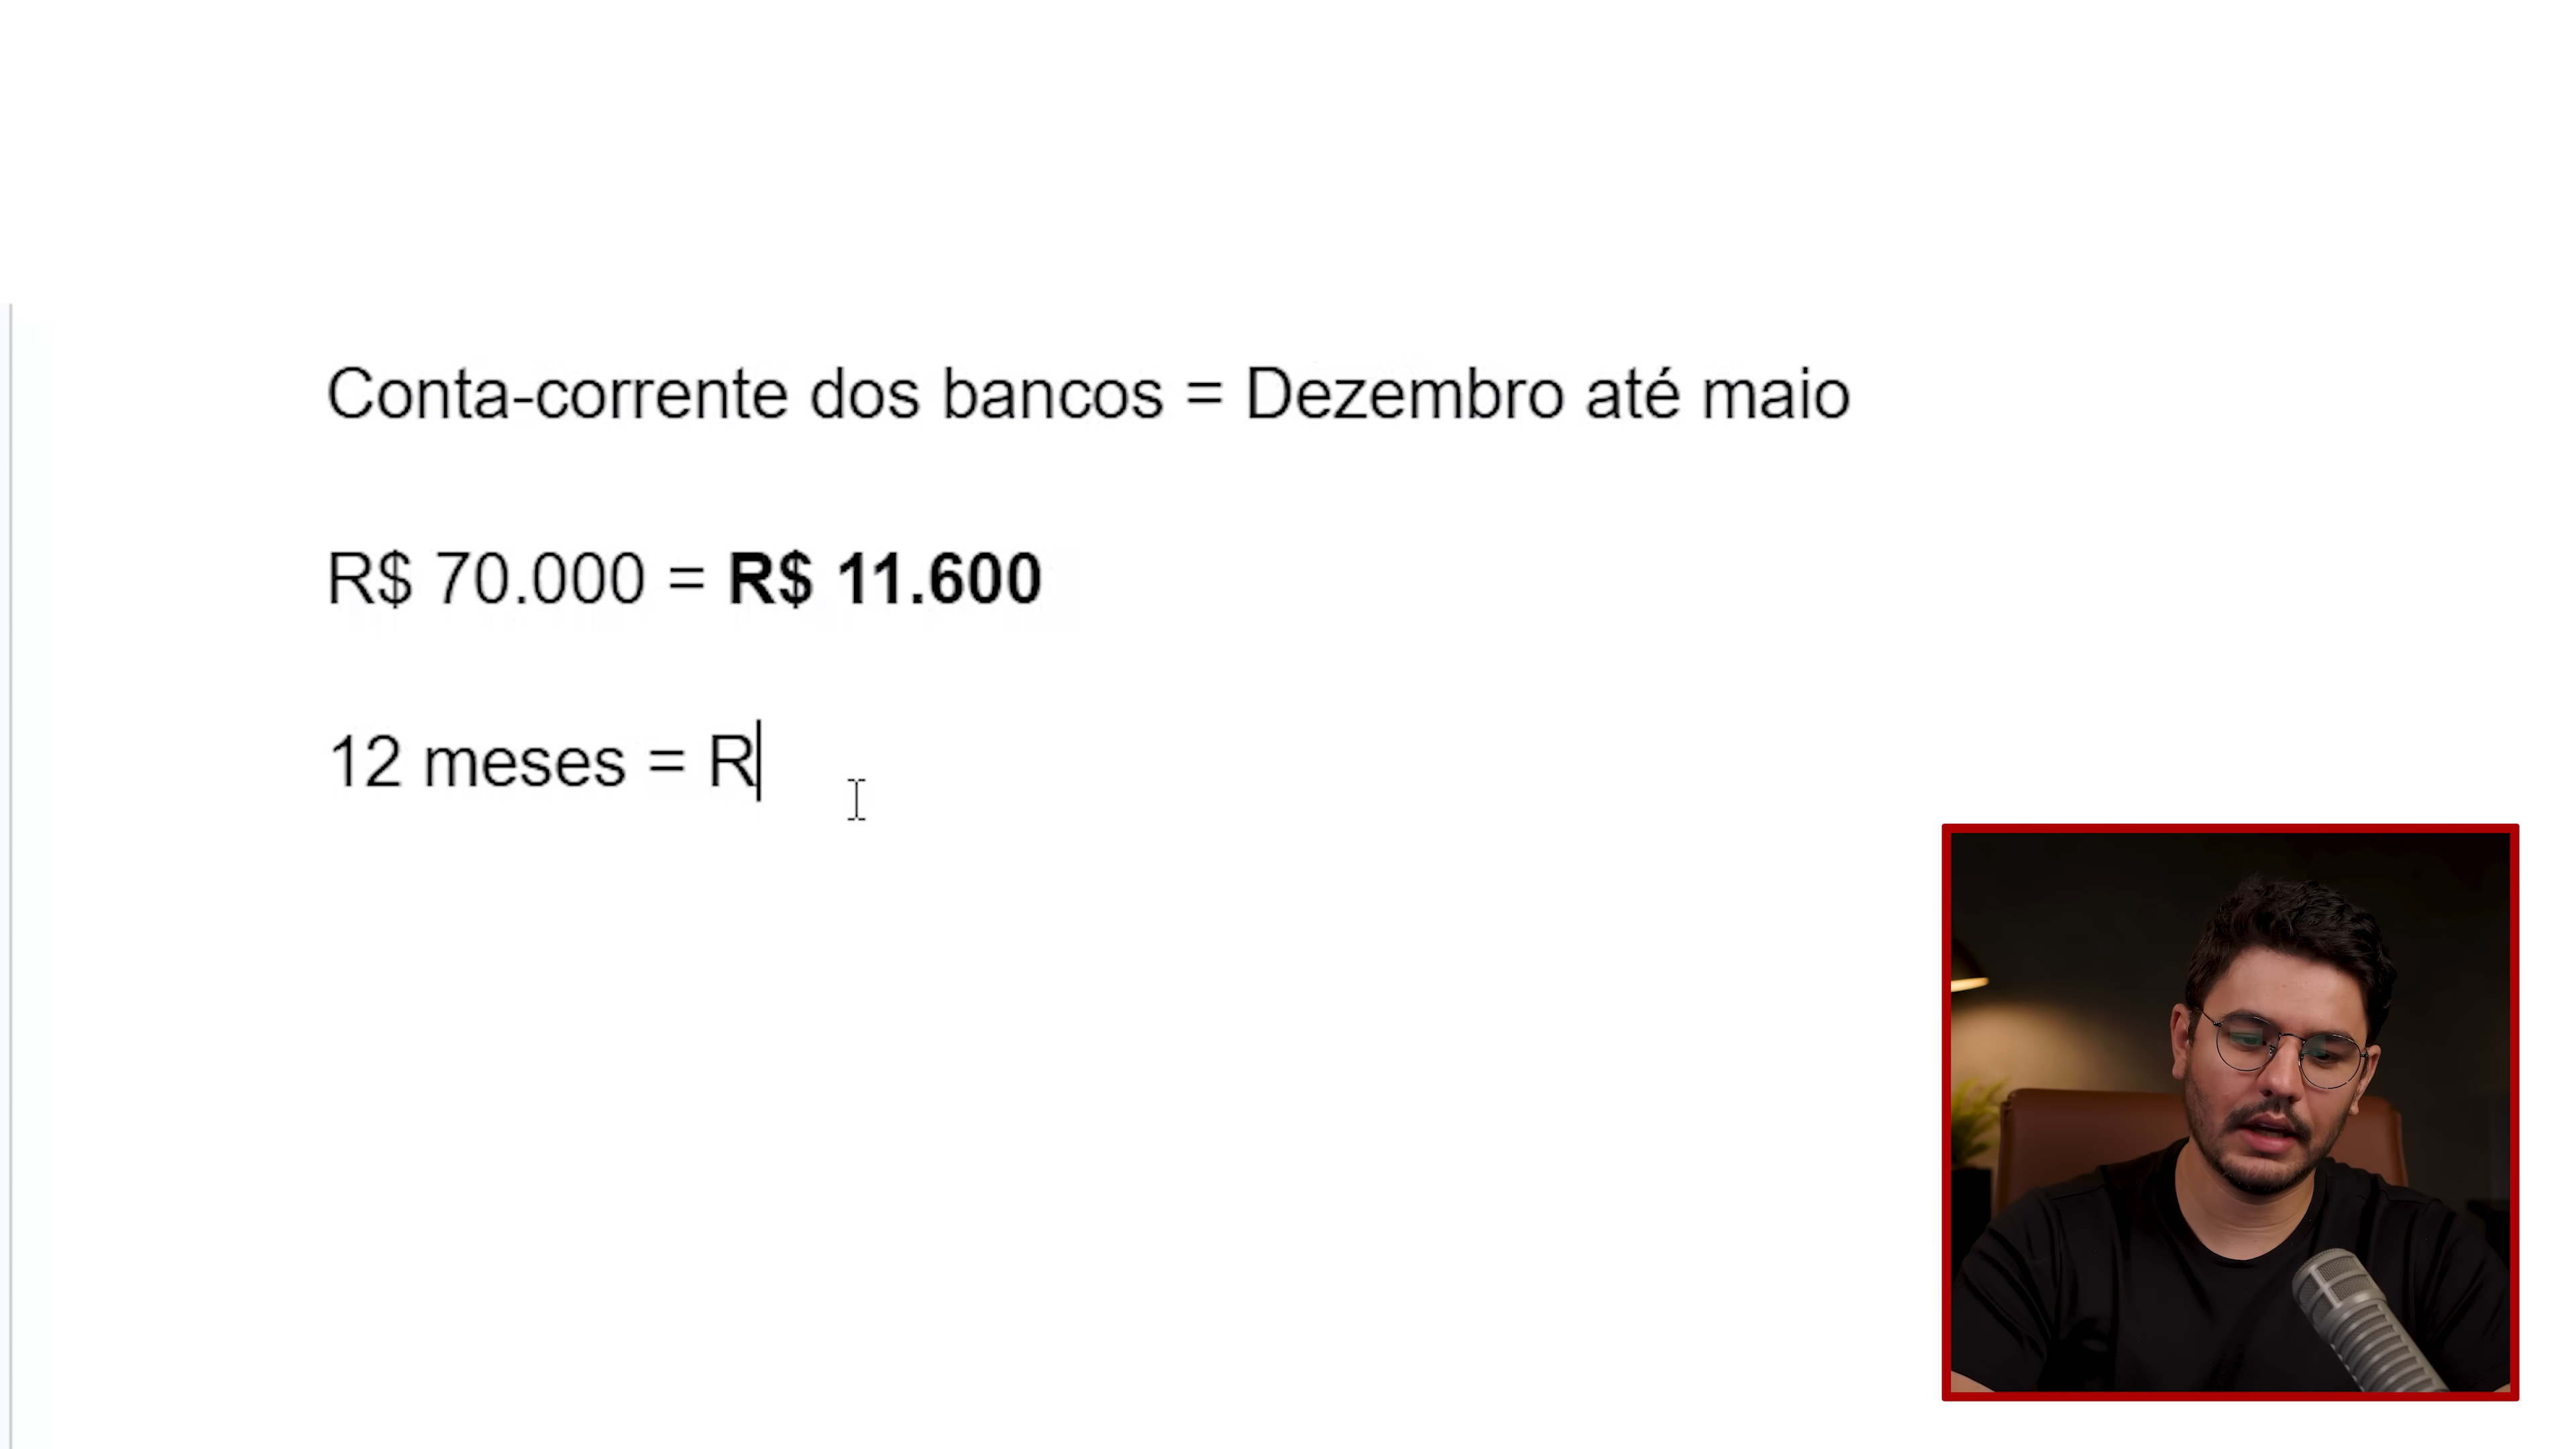 Conta-corrente dos bancos = Dezembro até maio
R$ 70.000 = R$ 11.600
12 meses = R